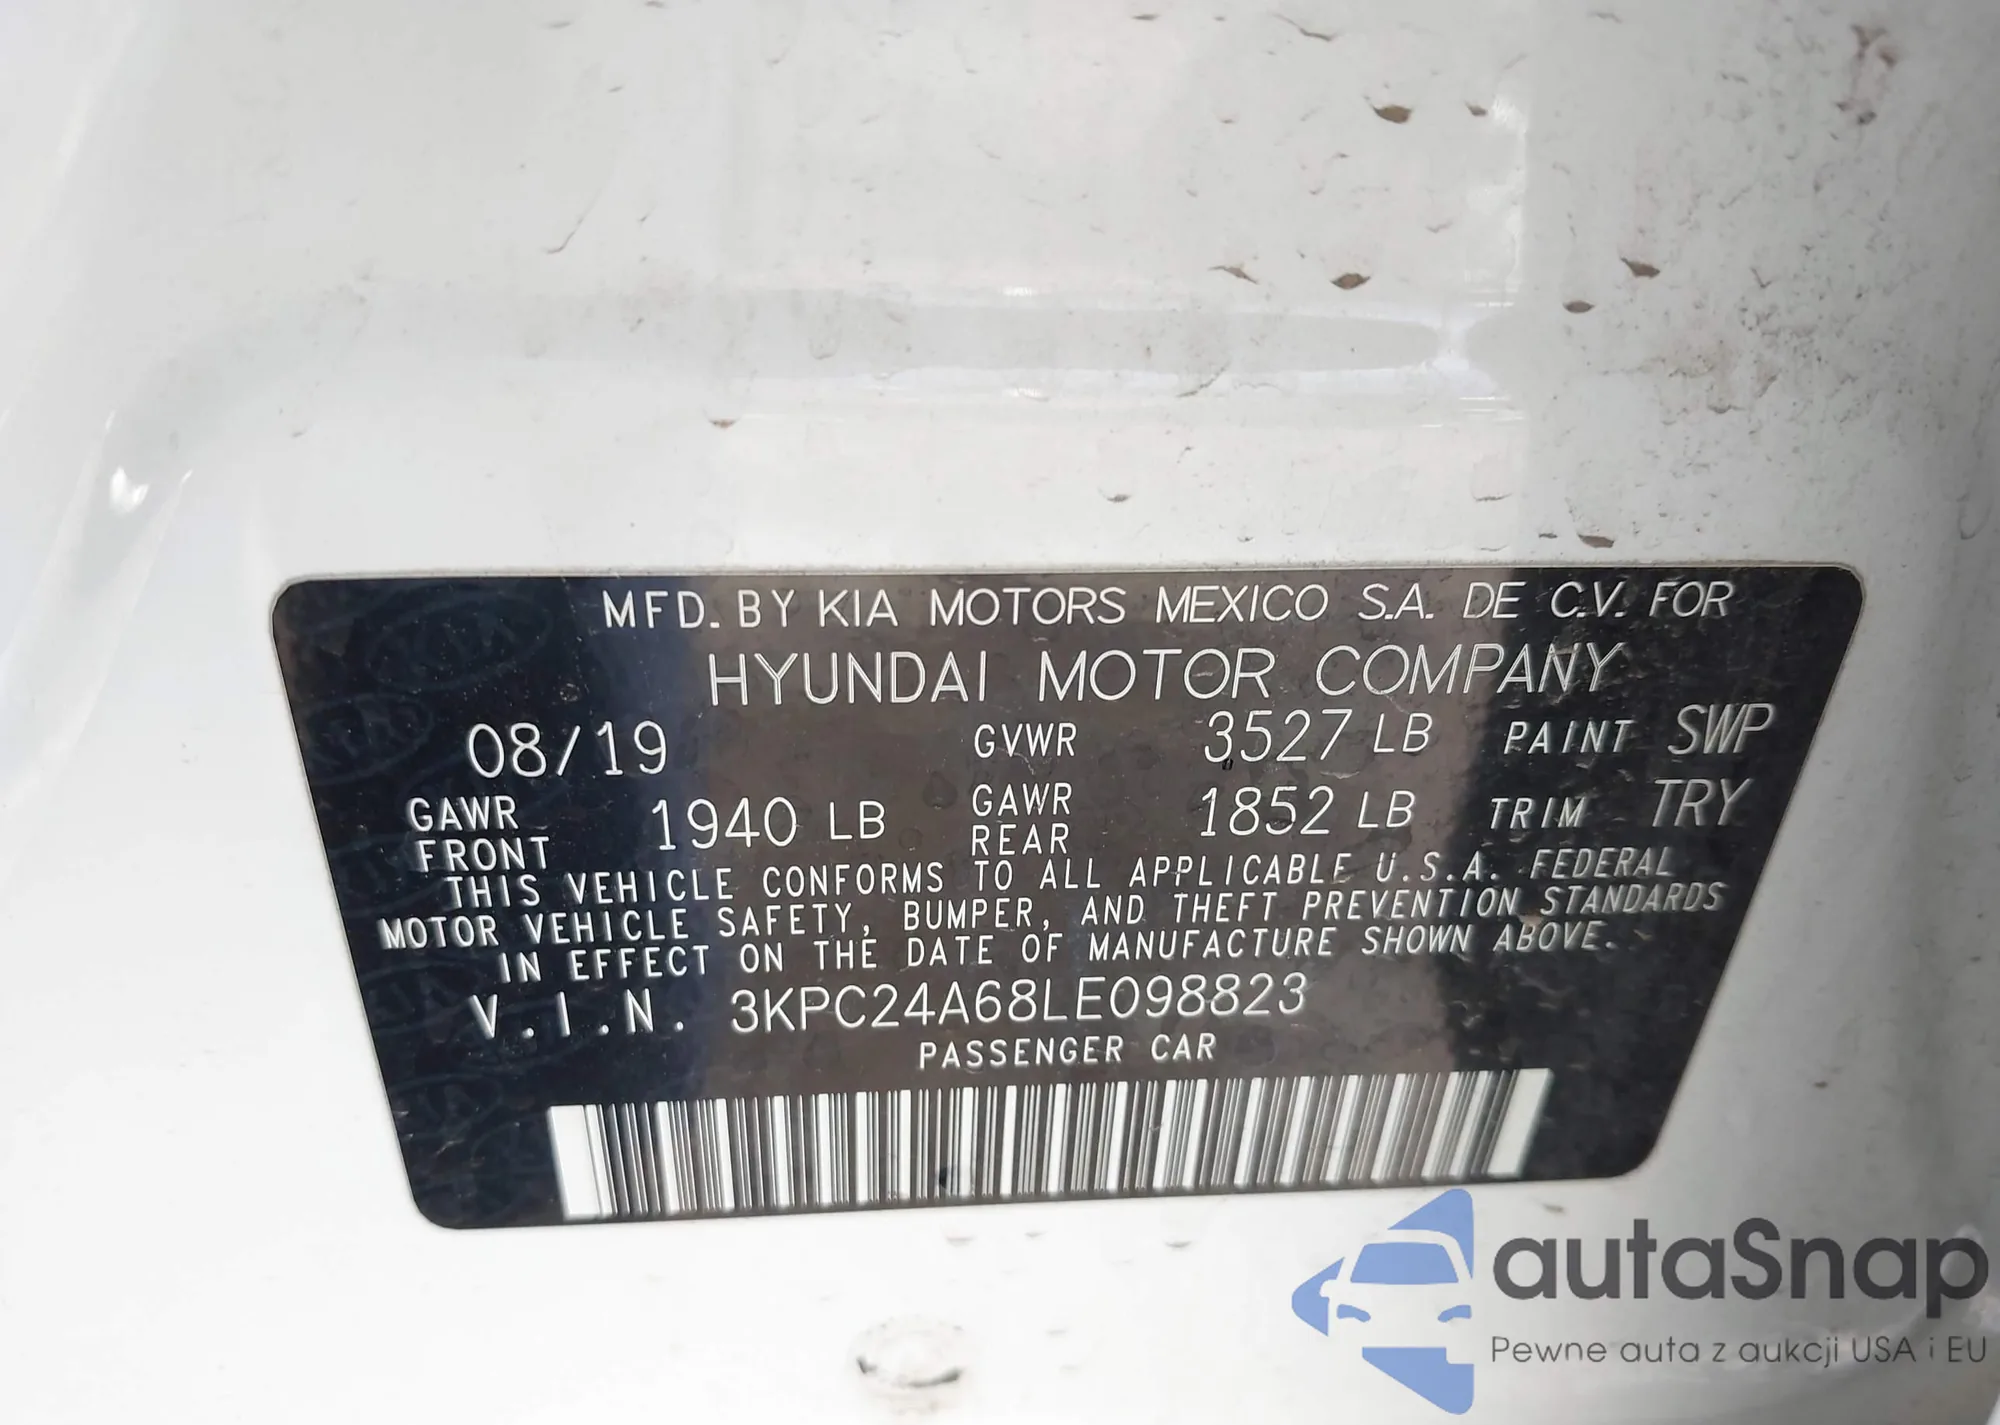 MFD. BY KIA MOTORS MEXICO S.A. DE C.V. FOR
HYUNDAI MOTOR COMPANY
08/19 GVWR 3527 LB PAINT SWP
GAWR FRONT 1940 LB GAWR REAR 1852 LB TRIM TRY
THIS VEHICLE CONFORMS TO ALL APPLICABLE U.S.A. FEDERAL
MOTOR VEHICLE SAFETY, BUMPER, AND THEFT PREVENTION STANDARDS
IN EFFECT ON THE DATE OF MANUFACTURE SHOWN ABOVE.
V.I.N. 3KPC24A68LE098823
PASSENGER CAR
autaSnap
Pewne auta z aukcji USA i EU